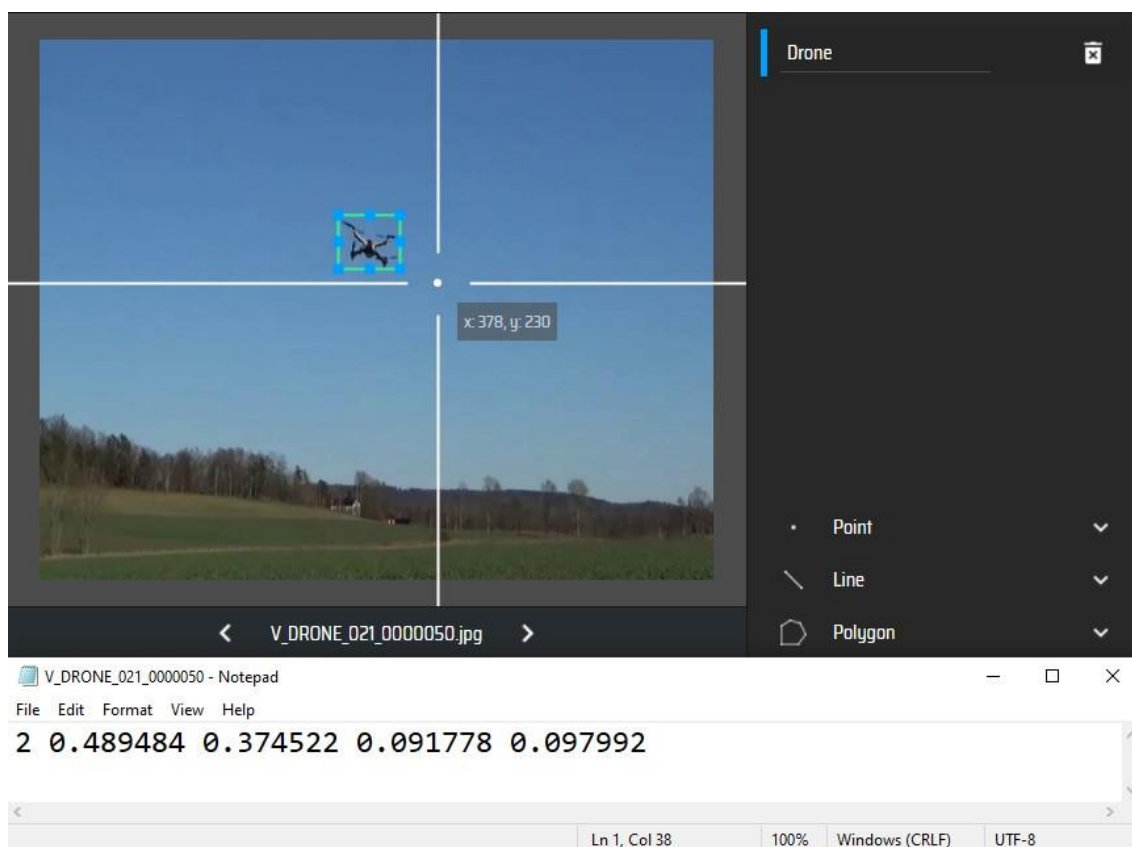 Drone
x: 378, y: 230
Point
Line
Polygon
V_DRONE_021_0000050.jpg
V_DRONE_021_0000050 - Notepad
File Edit Format View Help
2 0.489484 0.374522 0.091778 0.097992
Ln 1, Col 38 100% Windows (CRLF) UTF-8